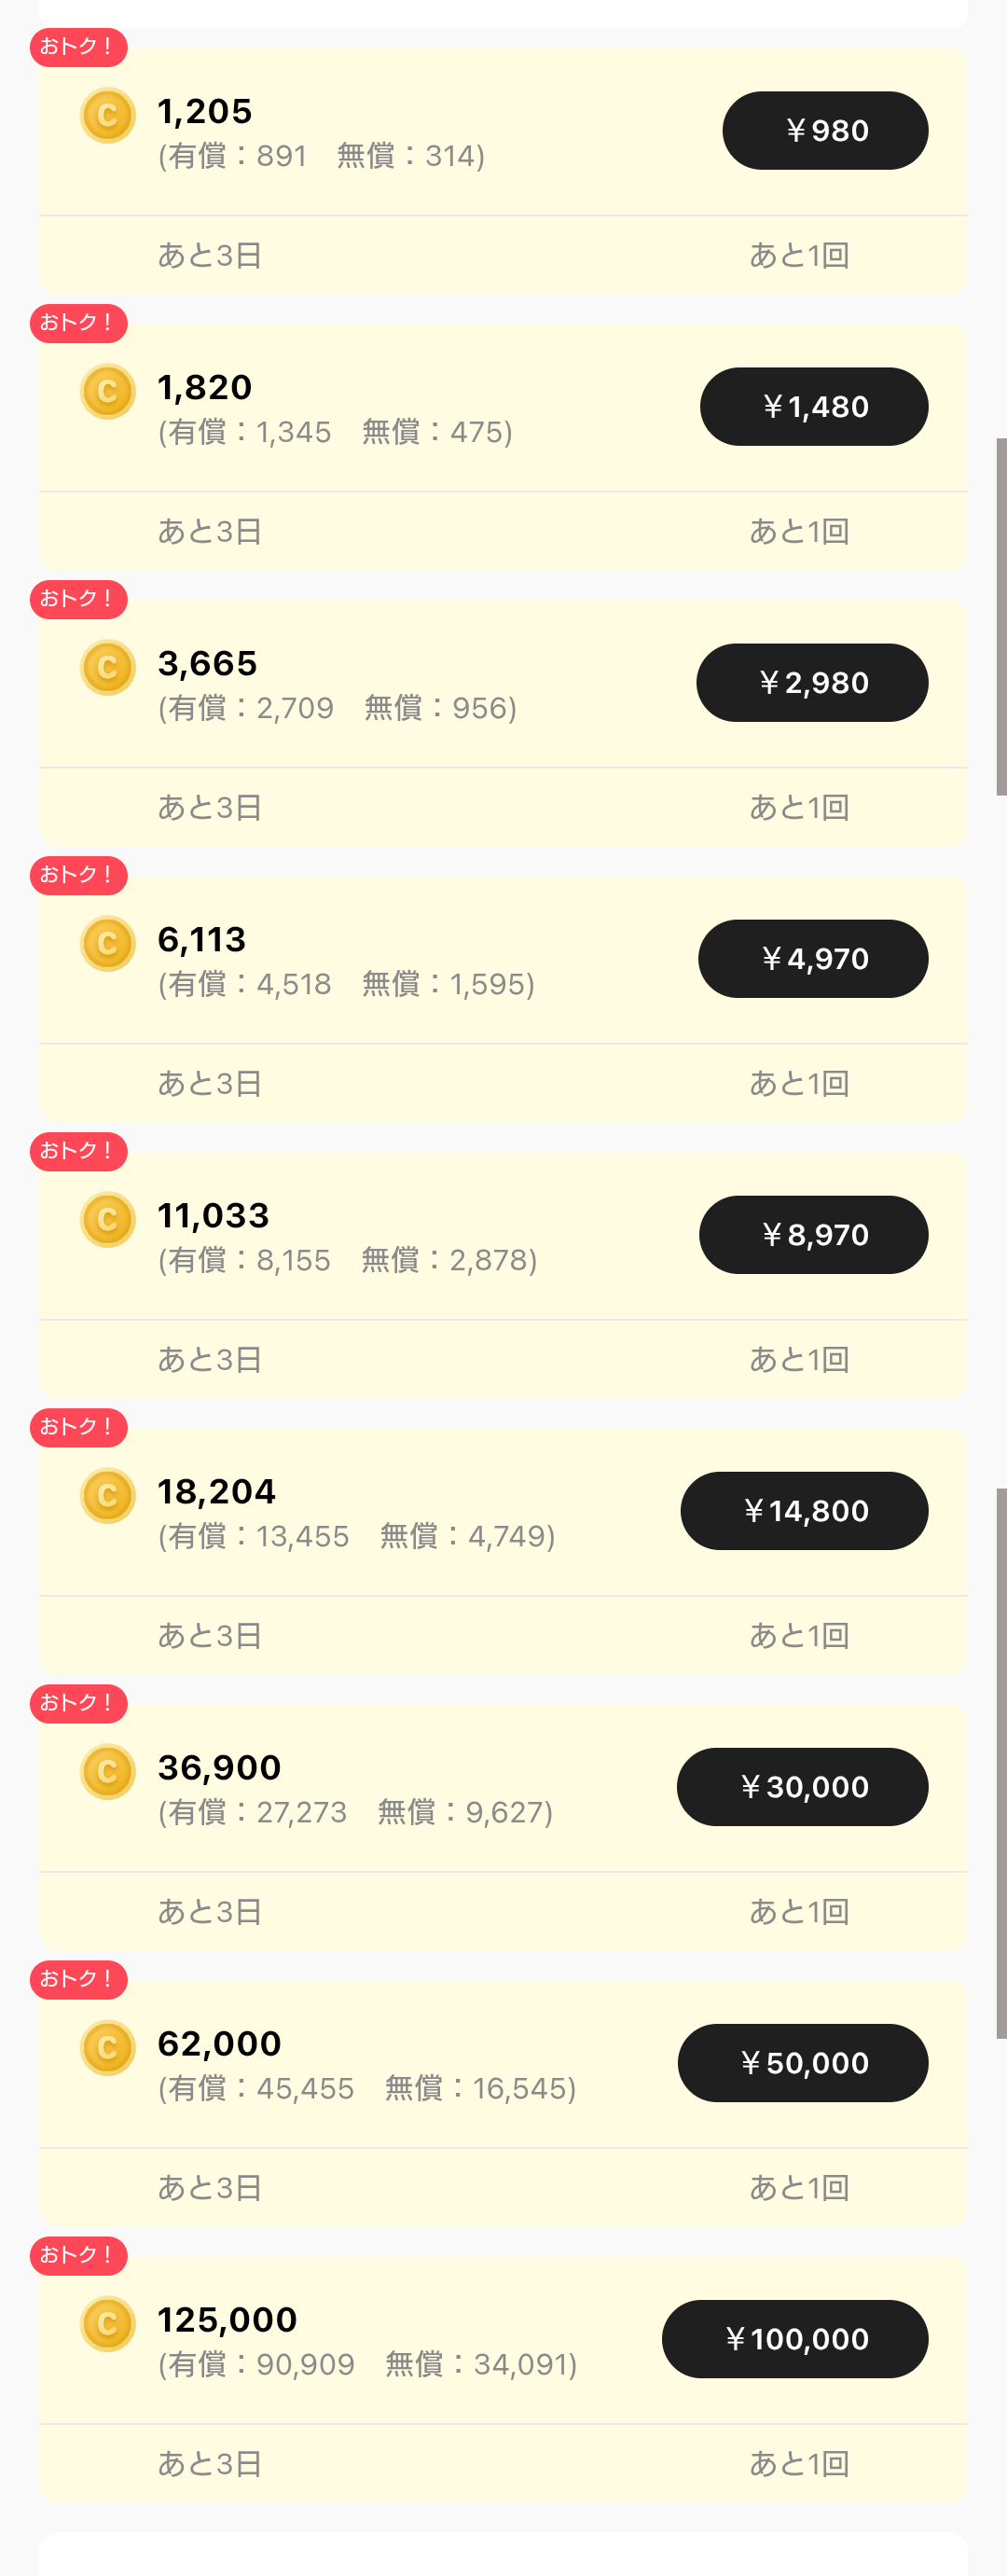 おトク！
C
1,205
￥980
(有償：891　無償：314)
あと3日
あと1回
おトク！
C
1,820
￥1,480
(有償：1,345　無償：475)
あと3日
あと1回
おトク！
C
3,665
￥2,980
(有償：2,709　無償：956)
あと3日
あと1回
おトク！
C
6,113
￥4,970
(有償：4,518　無償：1,595)
あと3日
あと1回
おトク！
C
11,033
￥8,970
(有償：8,155　無償：2,878)
あと3日
あと1回
おトク！
C
18,204
￥14,800
(有償：13,455　無償：4,749)
あと3日
あと1回
おトク！
C
36,900
￥30,000
(有償：27,273　無償：9,627)
あと3日
あと1回
おトク！
C
62,000
￥50,000
(有償：45,455　無償：16,545)
あと3日
あと1回
おトク！
C
125,000
￥100,000
(有償：90,909　無償：34,091)
あと3日
あと1回